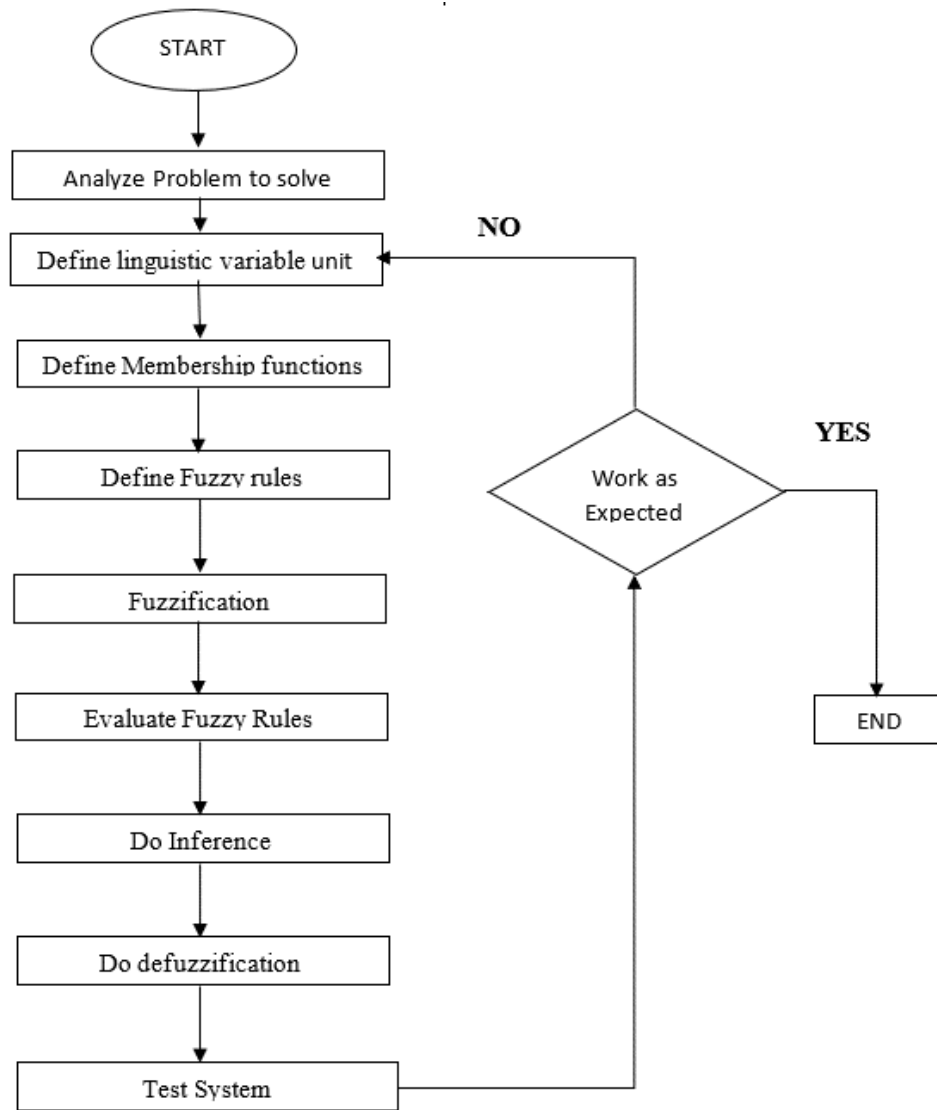 START
Analyze Problem to solve
NO
Define linguistic variable unit
Define Membership functions
YES
Work as
Expected
Define Fuzzy rules
Fuzzification
Evaluate Fuzzy Rules
END
Do Inference
Do defuzzification
Test System